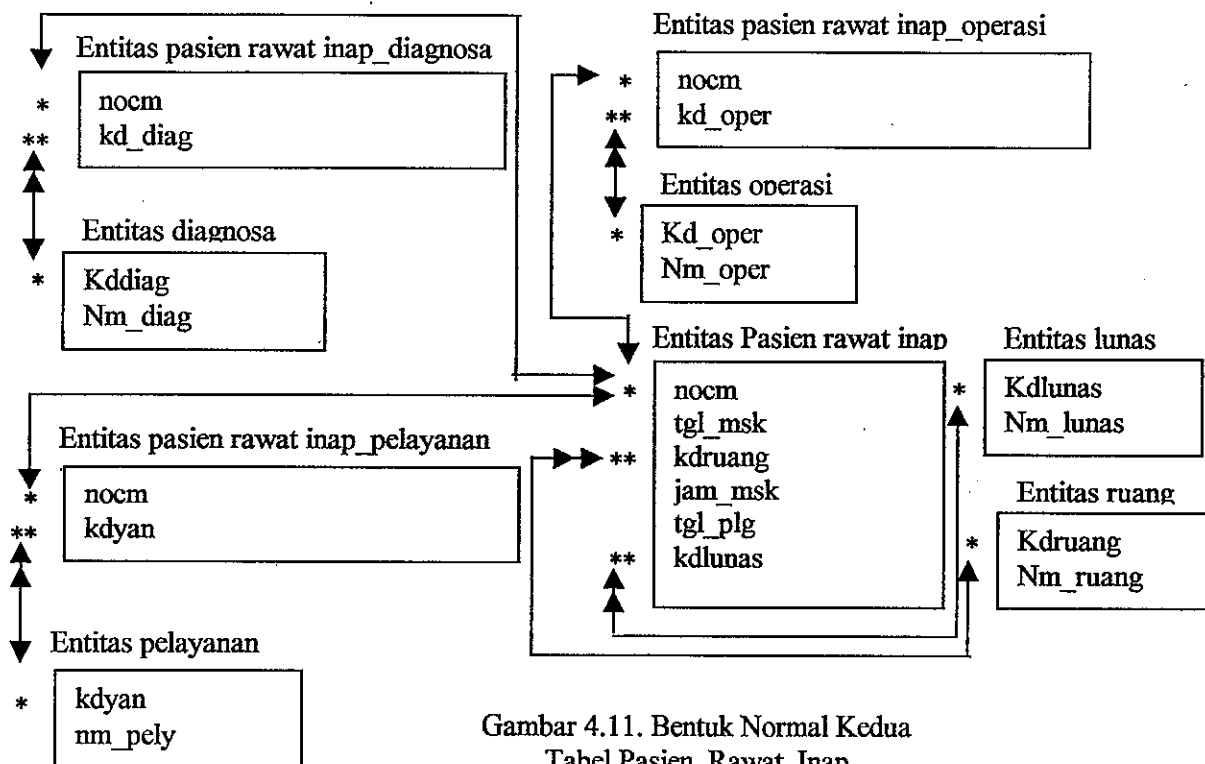 Entitas pasien rawat inap_diagnosa
* nocm
** kd_diag
Entitas diagnosa
* Kddiag
Nm_diag
Entitas pasien rawat inap_operasi
* nocm
** kd_oper
Entitas operasi
* Kd_oper
Nm_oper
Entitas Pasien rawat inap
* nocm
tgl_msk
** kdruang
jam_msk
tgl_plg
** kdlunas
Entitas lunas
* Kdlunas
Nm_lunas
Entitas ruang
* Kdruang
Nm_ruang
Entitas pasien rawat inap_pelayanan
* nocm
** kdyan
Entitas pelayanan
* kdyan
nm_pely
Gambar 4.11. Bentuk Normal Kedua
Tabel Pasien Rawat Inap